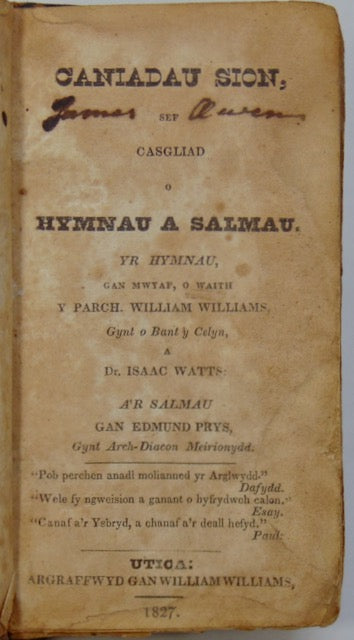 CANIADAU SION,
James Owen
SEF
CASGLIAD
O
HYMNAU A SALMAU.
YR HYMNAU,
GAN MWYAF, O WAITH
Y PARCH. WILLIAM WILLIAMS,
Gynt o Bant y Celyn,
A
Dr. ISAAC WATTS:
A'R SALMAU
GAN EDMUND PRYS,
Gynt Arch-Diacon Meirionydd.
"Pob perchen anadl molianned yr Arglwydd."
Dafydd.
"Wele fy ngweision a ganant o hyfrydwch calon."
Esay.
"Canaf a'r Ysbryd, a chanaf a'r deall hefyd."
Paul:
UTICA:
ARGRAFFWYD GAN WILLIAM WILLIAMS,
1827.